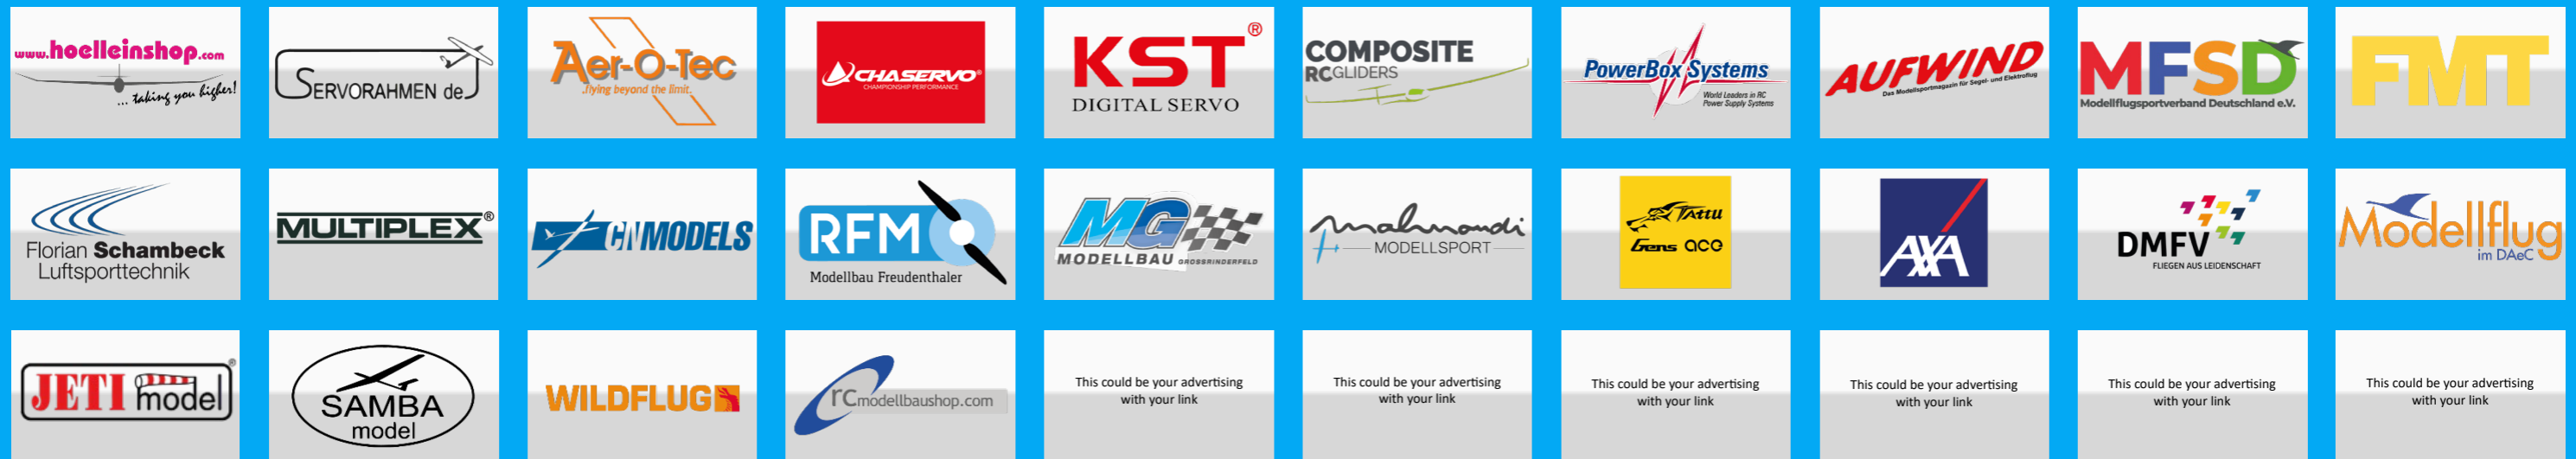 www.hoelleinshop.com
... taking you higher!
SERVORAHMEN de
Aer-O-Tec
.flying beyond the limit.
CHASERVO®
CHAMPIONSHIP PERFORMANCE
KST®
DIGITAL SERVO
COMPOSITE
RCGLIDERS
PowerBox Systems
World Leaders in RC
Power Supply Systems
AUFWIND
Das Modellsportmagazin für Segel- und Elektroflug
MFSD
Modellflugsportverband Deutschland e.V.
FMT
Florian Schambeck
Luftsporttechnik
MULTIPLEX®
CNMODELS
RFM
Modellbau Freudenthaler
MG
MODELLBAU GROSSRINDERFELD
mahmoudi
MODELLSPORT
TATTU
Gens ace
AXA
DMFV
FLIEGEN AUS LEIDENSCHAFT
Modellflug
im DAeC
JETI model®
SAMBA
model
WILDFLUG
rcmodellbaushop.com
This could be your advertising
with your link
This could be your advertising
with your link
This could be your advertising
with your link
This could be your advertising
with your link
This could be your advertising
with your link
This could be your advertising
with your link